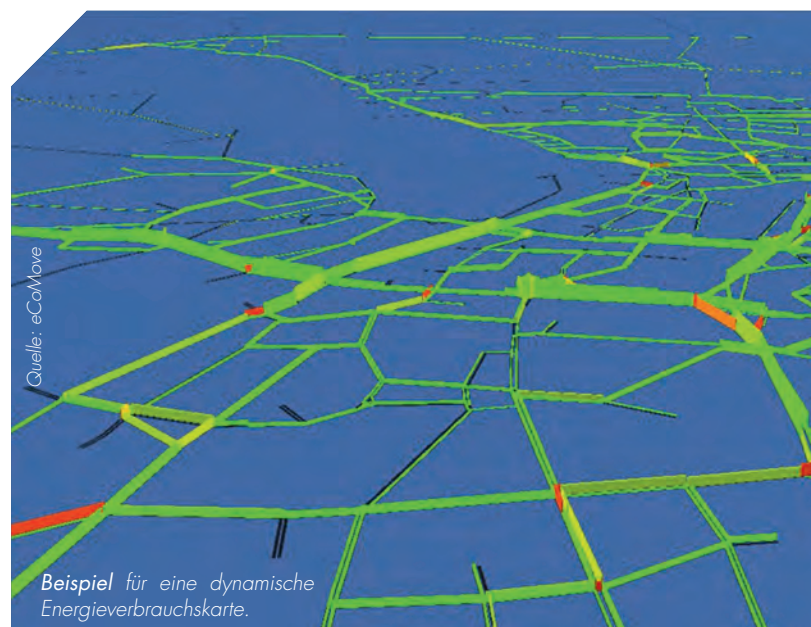 Quelle: eCoMove
Beispiel für eine dynamische
Energieverbrauchskarte.